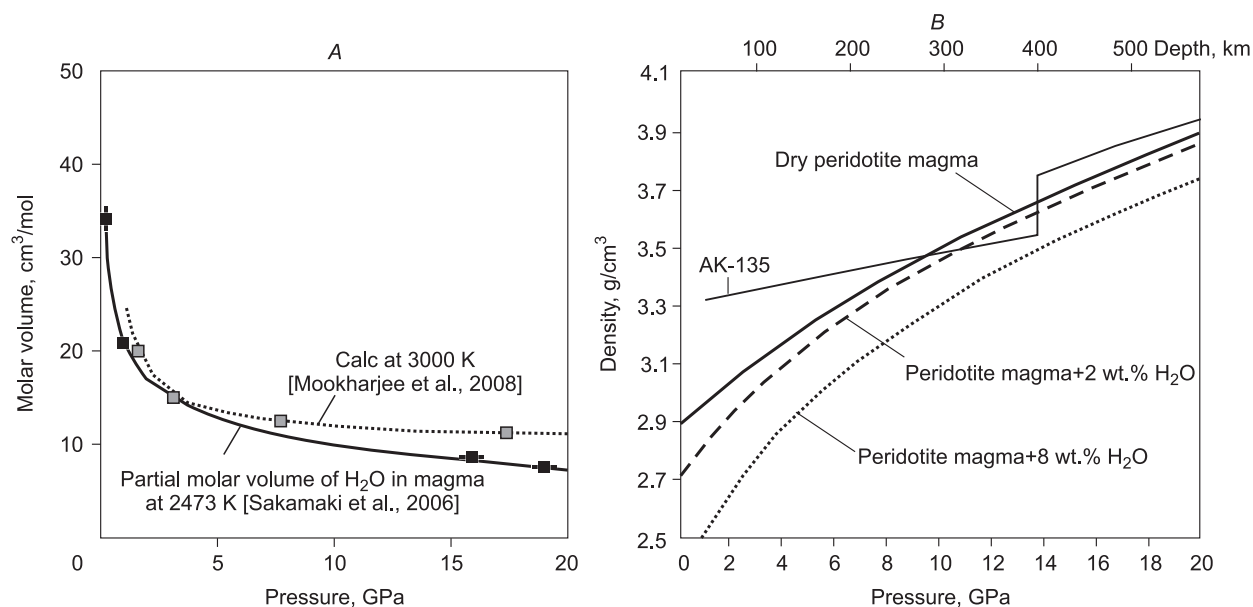 A
50
40
30
20
10
0
5
10
15
20
Molar volume, cm³/mol
Pressure, GPa
Calc at 3000 K
[Mookharjee et al., 2008]
Partial molar volume of H₂O in magma
at 2473 K [Sakamaki et al., 2006]
B
100
200
300
400
500 Depth, km
4.1
3.9
3.7
3.5
3.3
3.1
2.9
2.7
2.5
0
2
4
6
8
10
12
14
16
18
20
Density, g/cm³
Pressure, GPa
Dry peridotite magma
AK-135
Peridotite magma+2 wt.% H₂O
Peridotite magma+8 wt.% H₂O